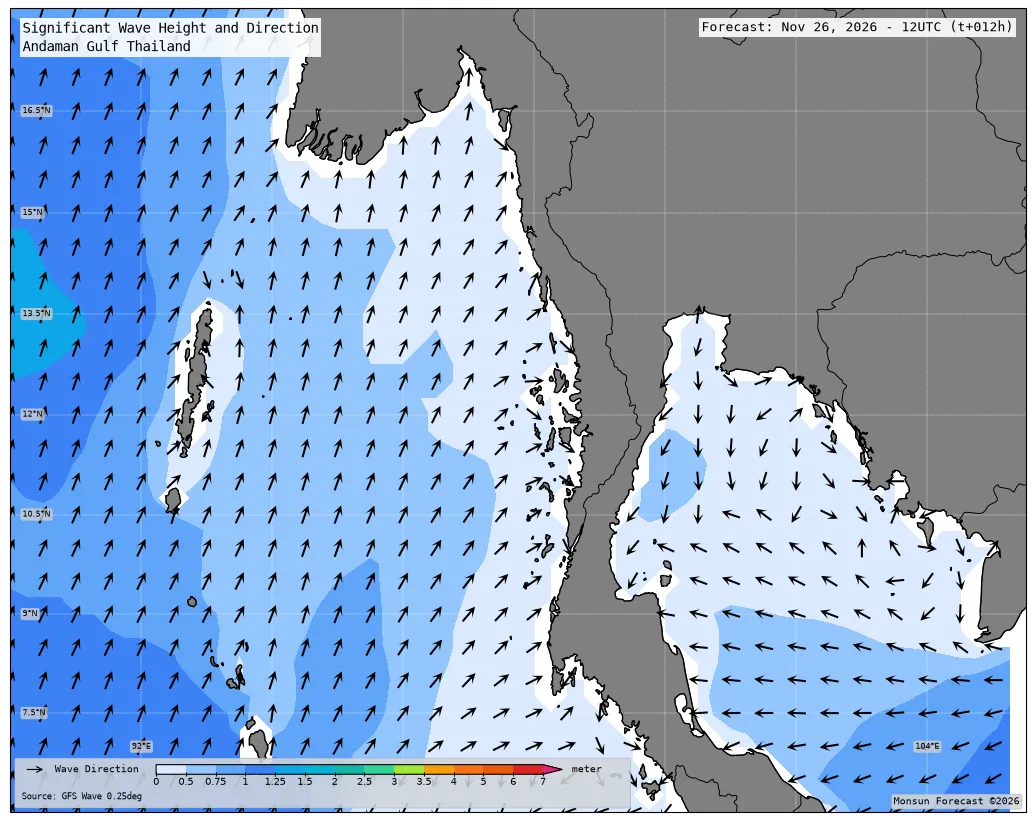 Significant Wave Height and Direction
Andaman Gulf Thailand
Forecast: Nov 26, 2026 - 12UTC (t+012h)
16.5°N
15°N
13.5°N
12°N
10.5°N
9°N
7.5°N
92°E
104°E
Wave Direction
0.5 0.75 1 1.25 1.5 2 2.5 3 3.5 4 5 6 7
meter
Source: GFS Wave 0.25deg
Monsun Forecast ©2026